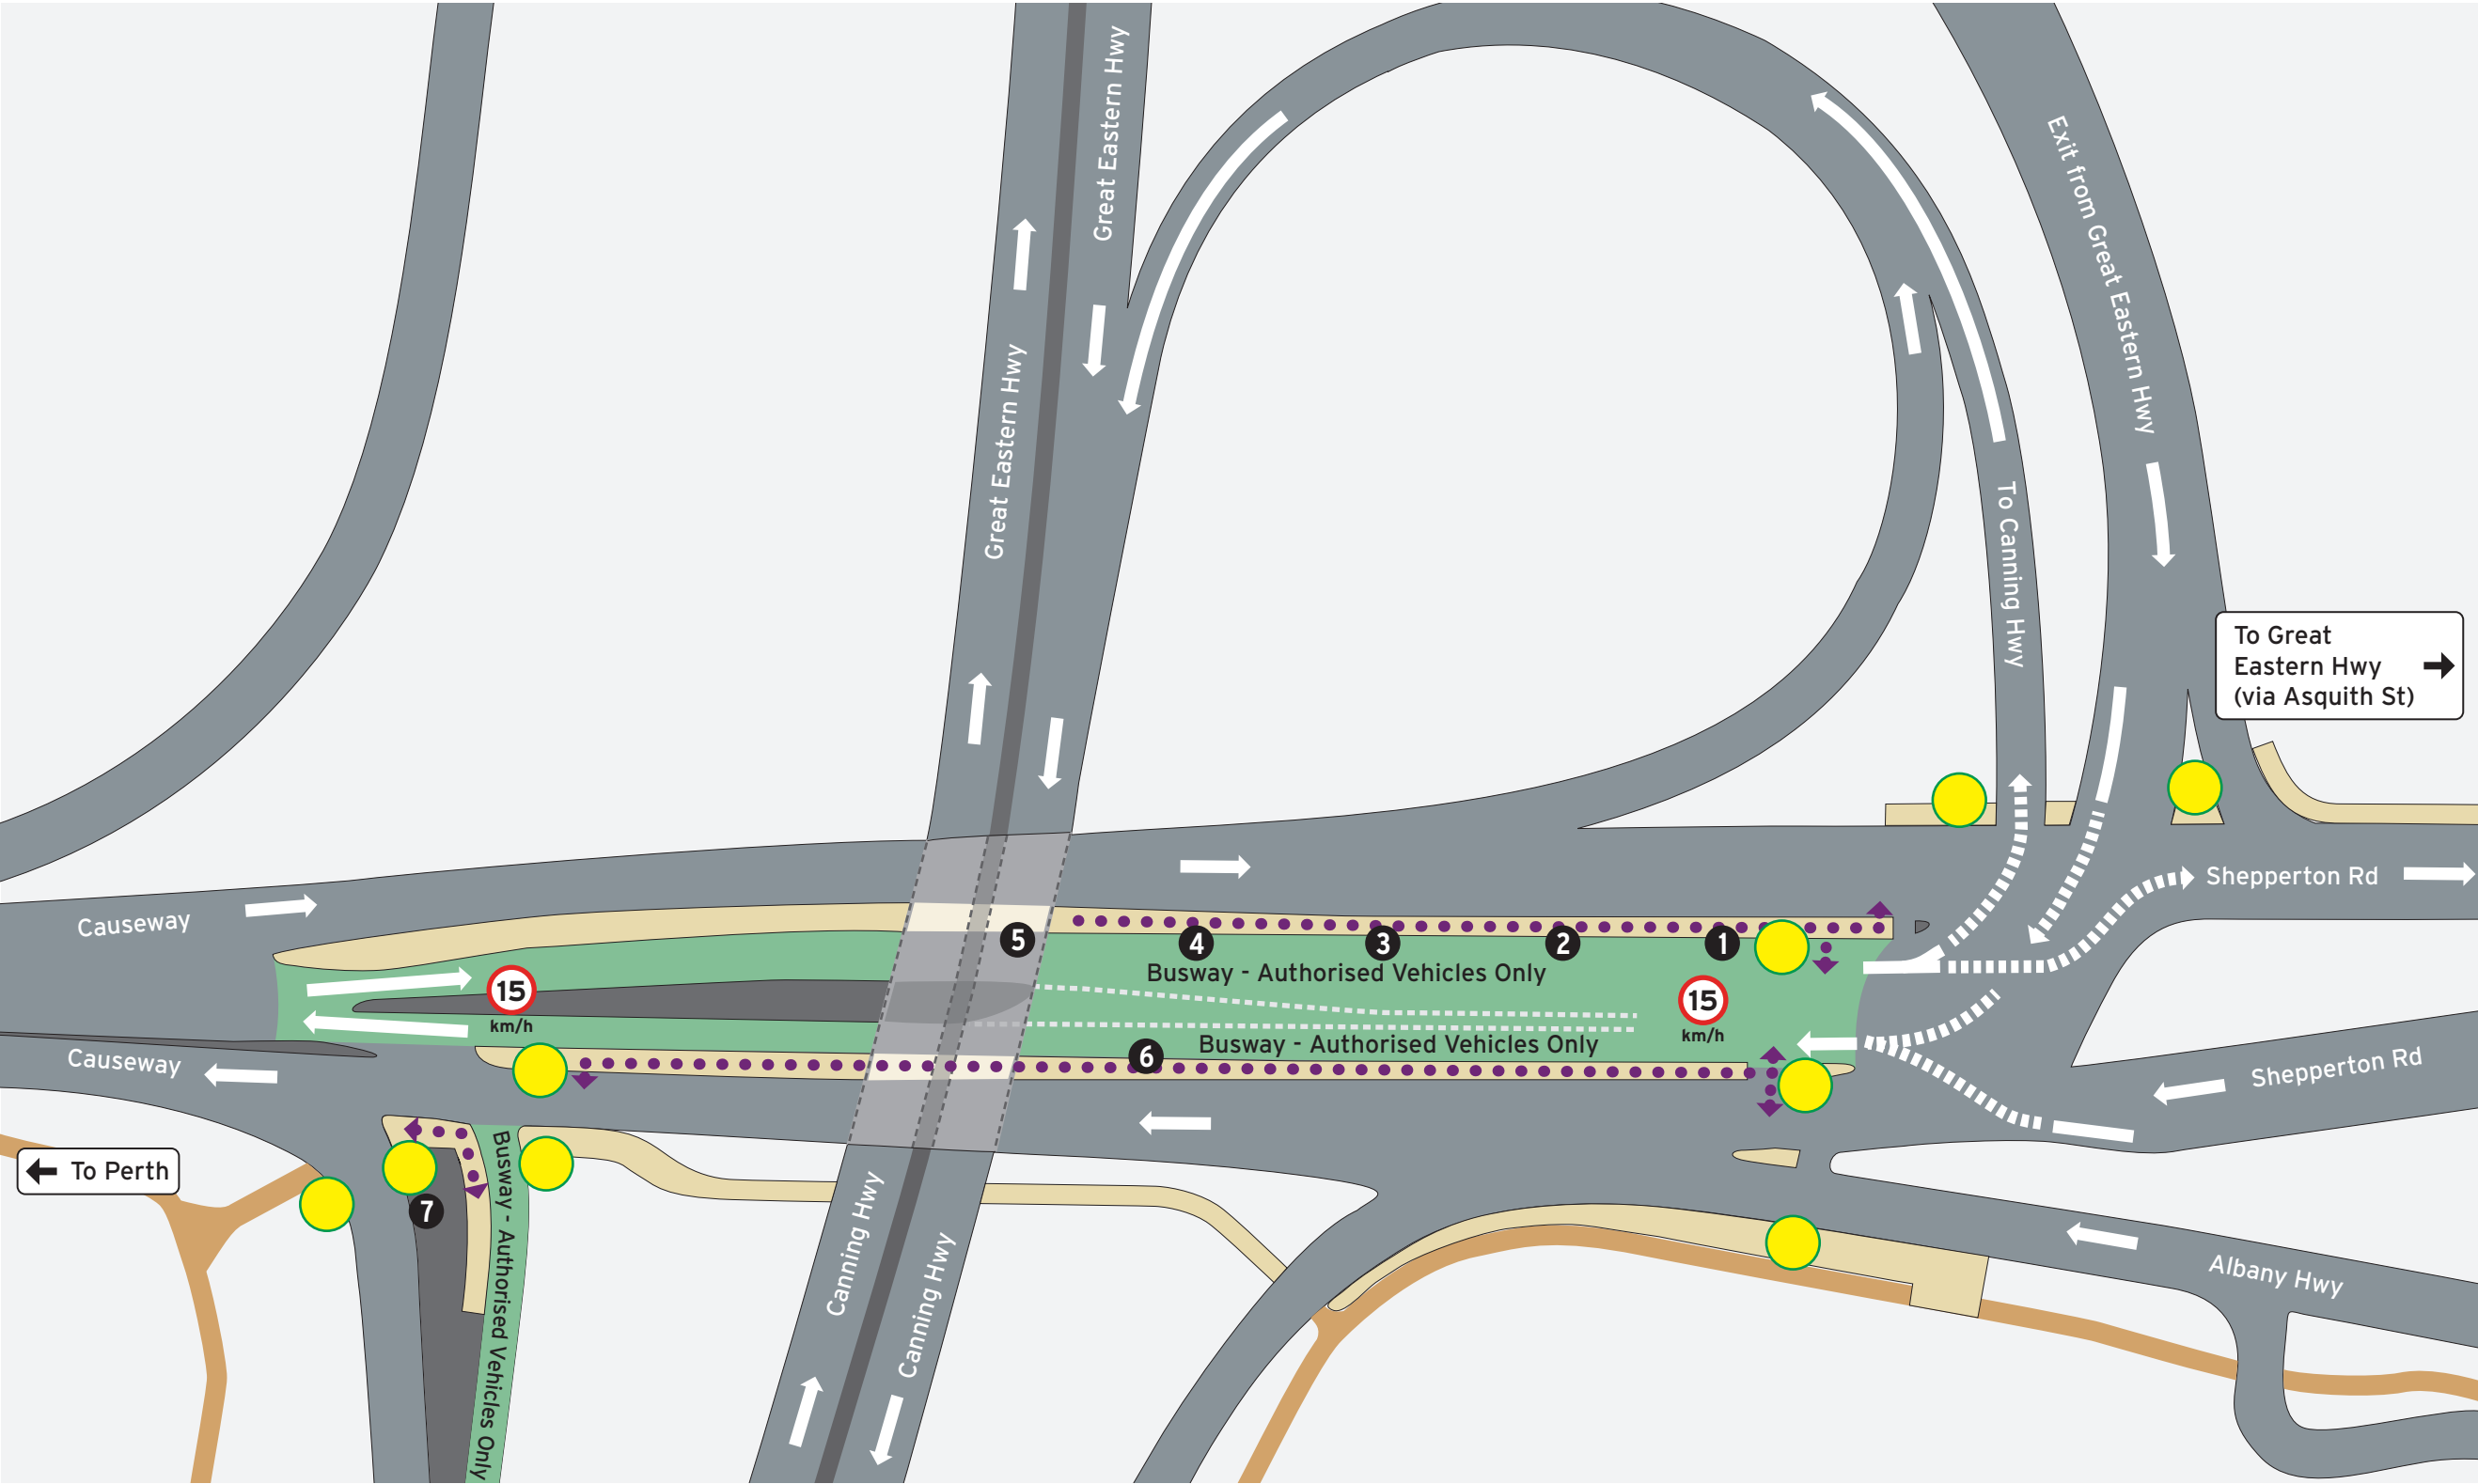 Great Eastern Hwy
Great Eastern Hwy
Exit from Great Eastern Hwy
To Canning Hwy
To Great
Eastern Hwy
(via Asquith St)
Shepperton Rd
Causeway
5
4
3
2
1
Busway - Authorised Vehicles Only
15
km/h
15
km/h
Busway - Authorised Vehicles Only
6
Causeway
Shepperton Rd
To Perth
7
Busway - Authorised Vehicles Only
Canning Hwy
Canning Hwy
Albany Hwy